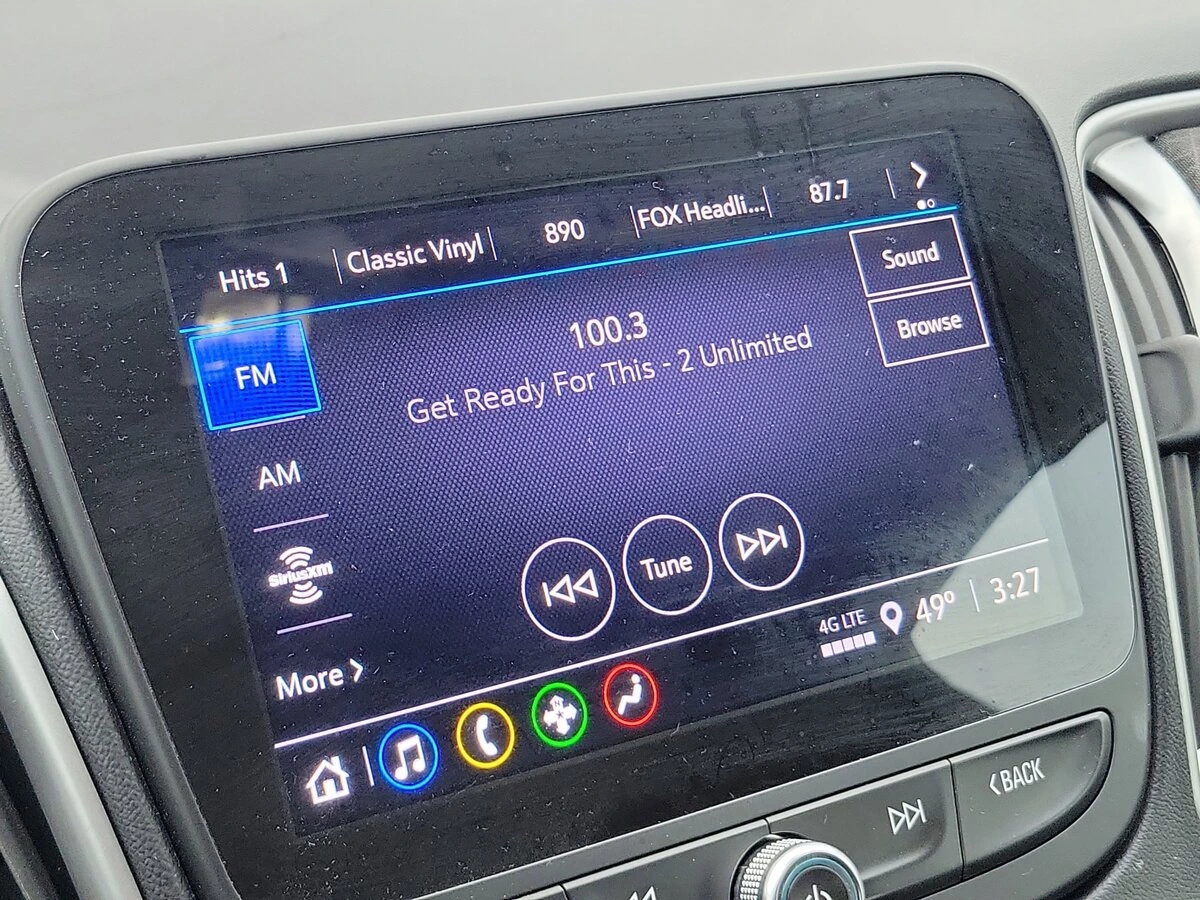 Hits 1
Classic Vinyl
890
FOX Headli...
87.7
Sound
Browse
FM
100.3
Get Ready For This - 2 Unlimited
AM
SiriusXM
Tune
More
4G LTE
49°
3:27
BACK